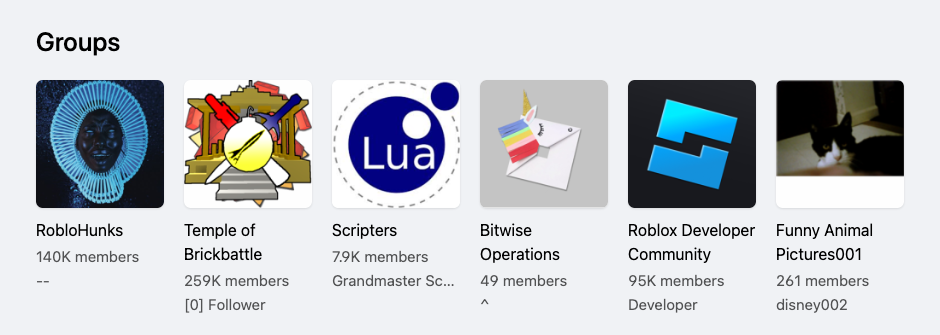 Groups
Lua
RobloHunks
140K members
--
Temple of
Brickbattle
259K members
[0] Follower
Scripters
7.9K members
Grandmaster Sc...
Bitwise
Operations
49 members
^
Roblox Developer
Community
95K members
Developer
Funny Animal
Pictures001
261 members
disney002